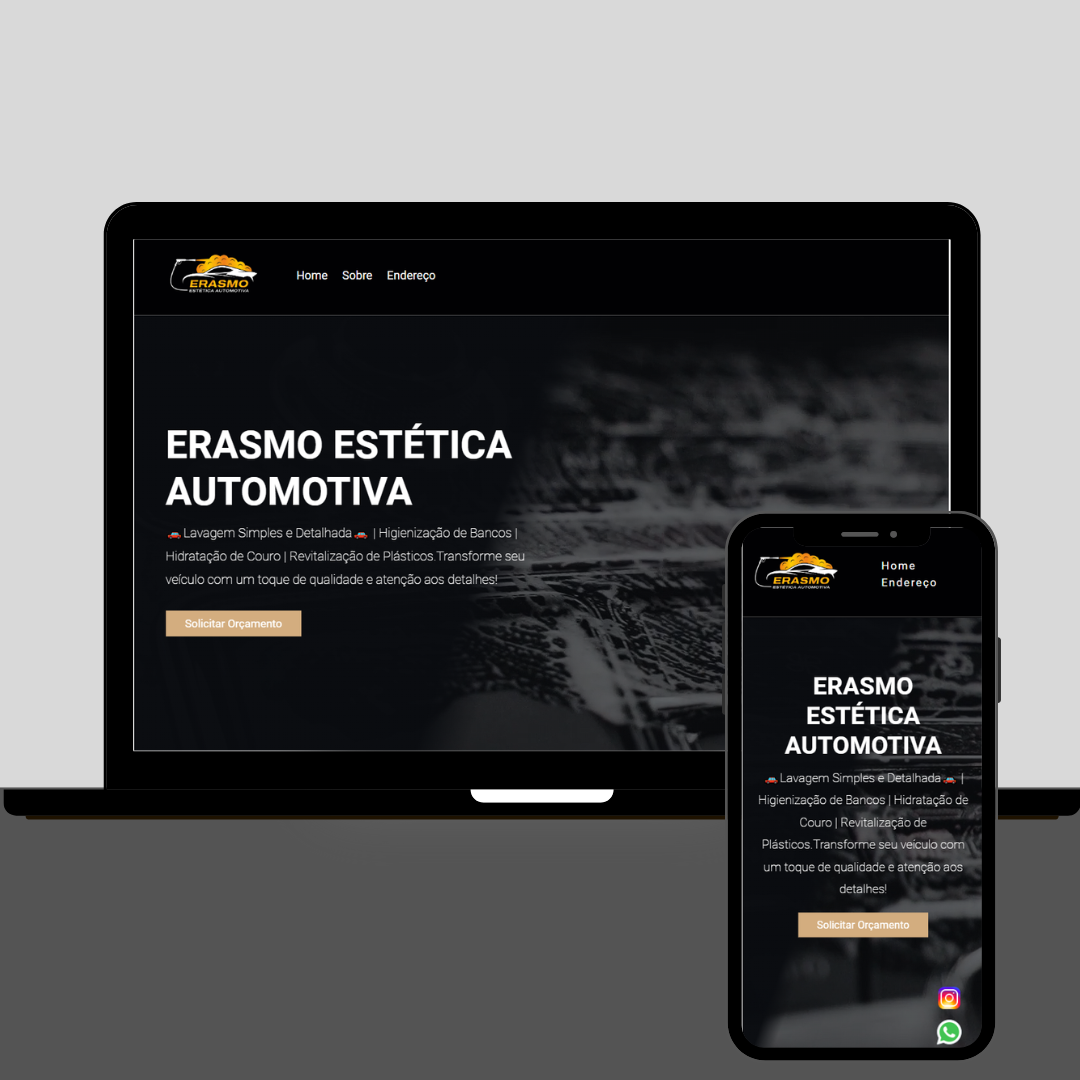 ERASMO
ESTÉTICA AUTOMOTIVA
Home Sobre Endereço
ERASMO ESTÉTICA
AUTOMOTIVA
🚗 Lavagem Simples e Detalhada 🚗 | Higienização de Bancos |
Hidratação de Couro | Revitalização de Plásticos.Transforme seu
veículo com um toque de qualidade e atenção aos detalhes!
Solicitar Orçamento
ERASMO
ESTÉTICA AUTOMOTIVA
Home
Endereço
ERASMO
ESTÉTICA
AUTOMOTIVA
🚗 Lavagem Simples e Detalhada 🚗 |
Higienização de Bancos | Hidratação de
Couro | Revitalização de
Plásticos.Transforme seu veículo com
um toque de qualidade e atenção aos
detalhes!
Solicitar Orçamento